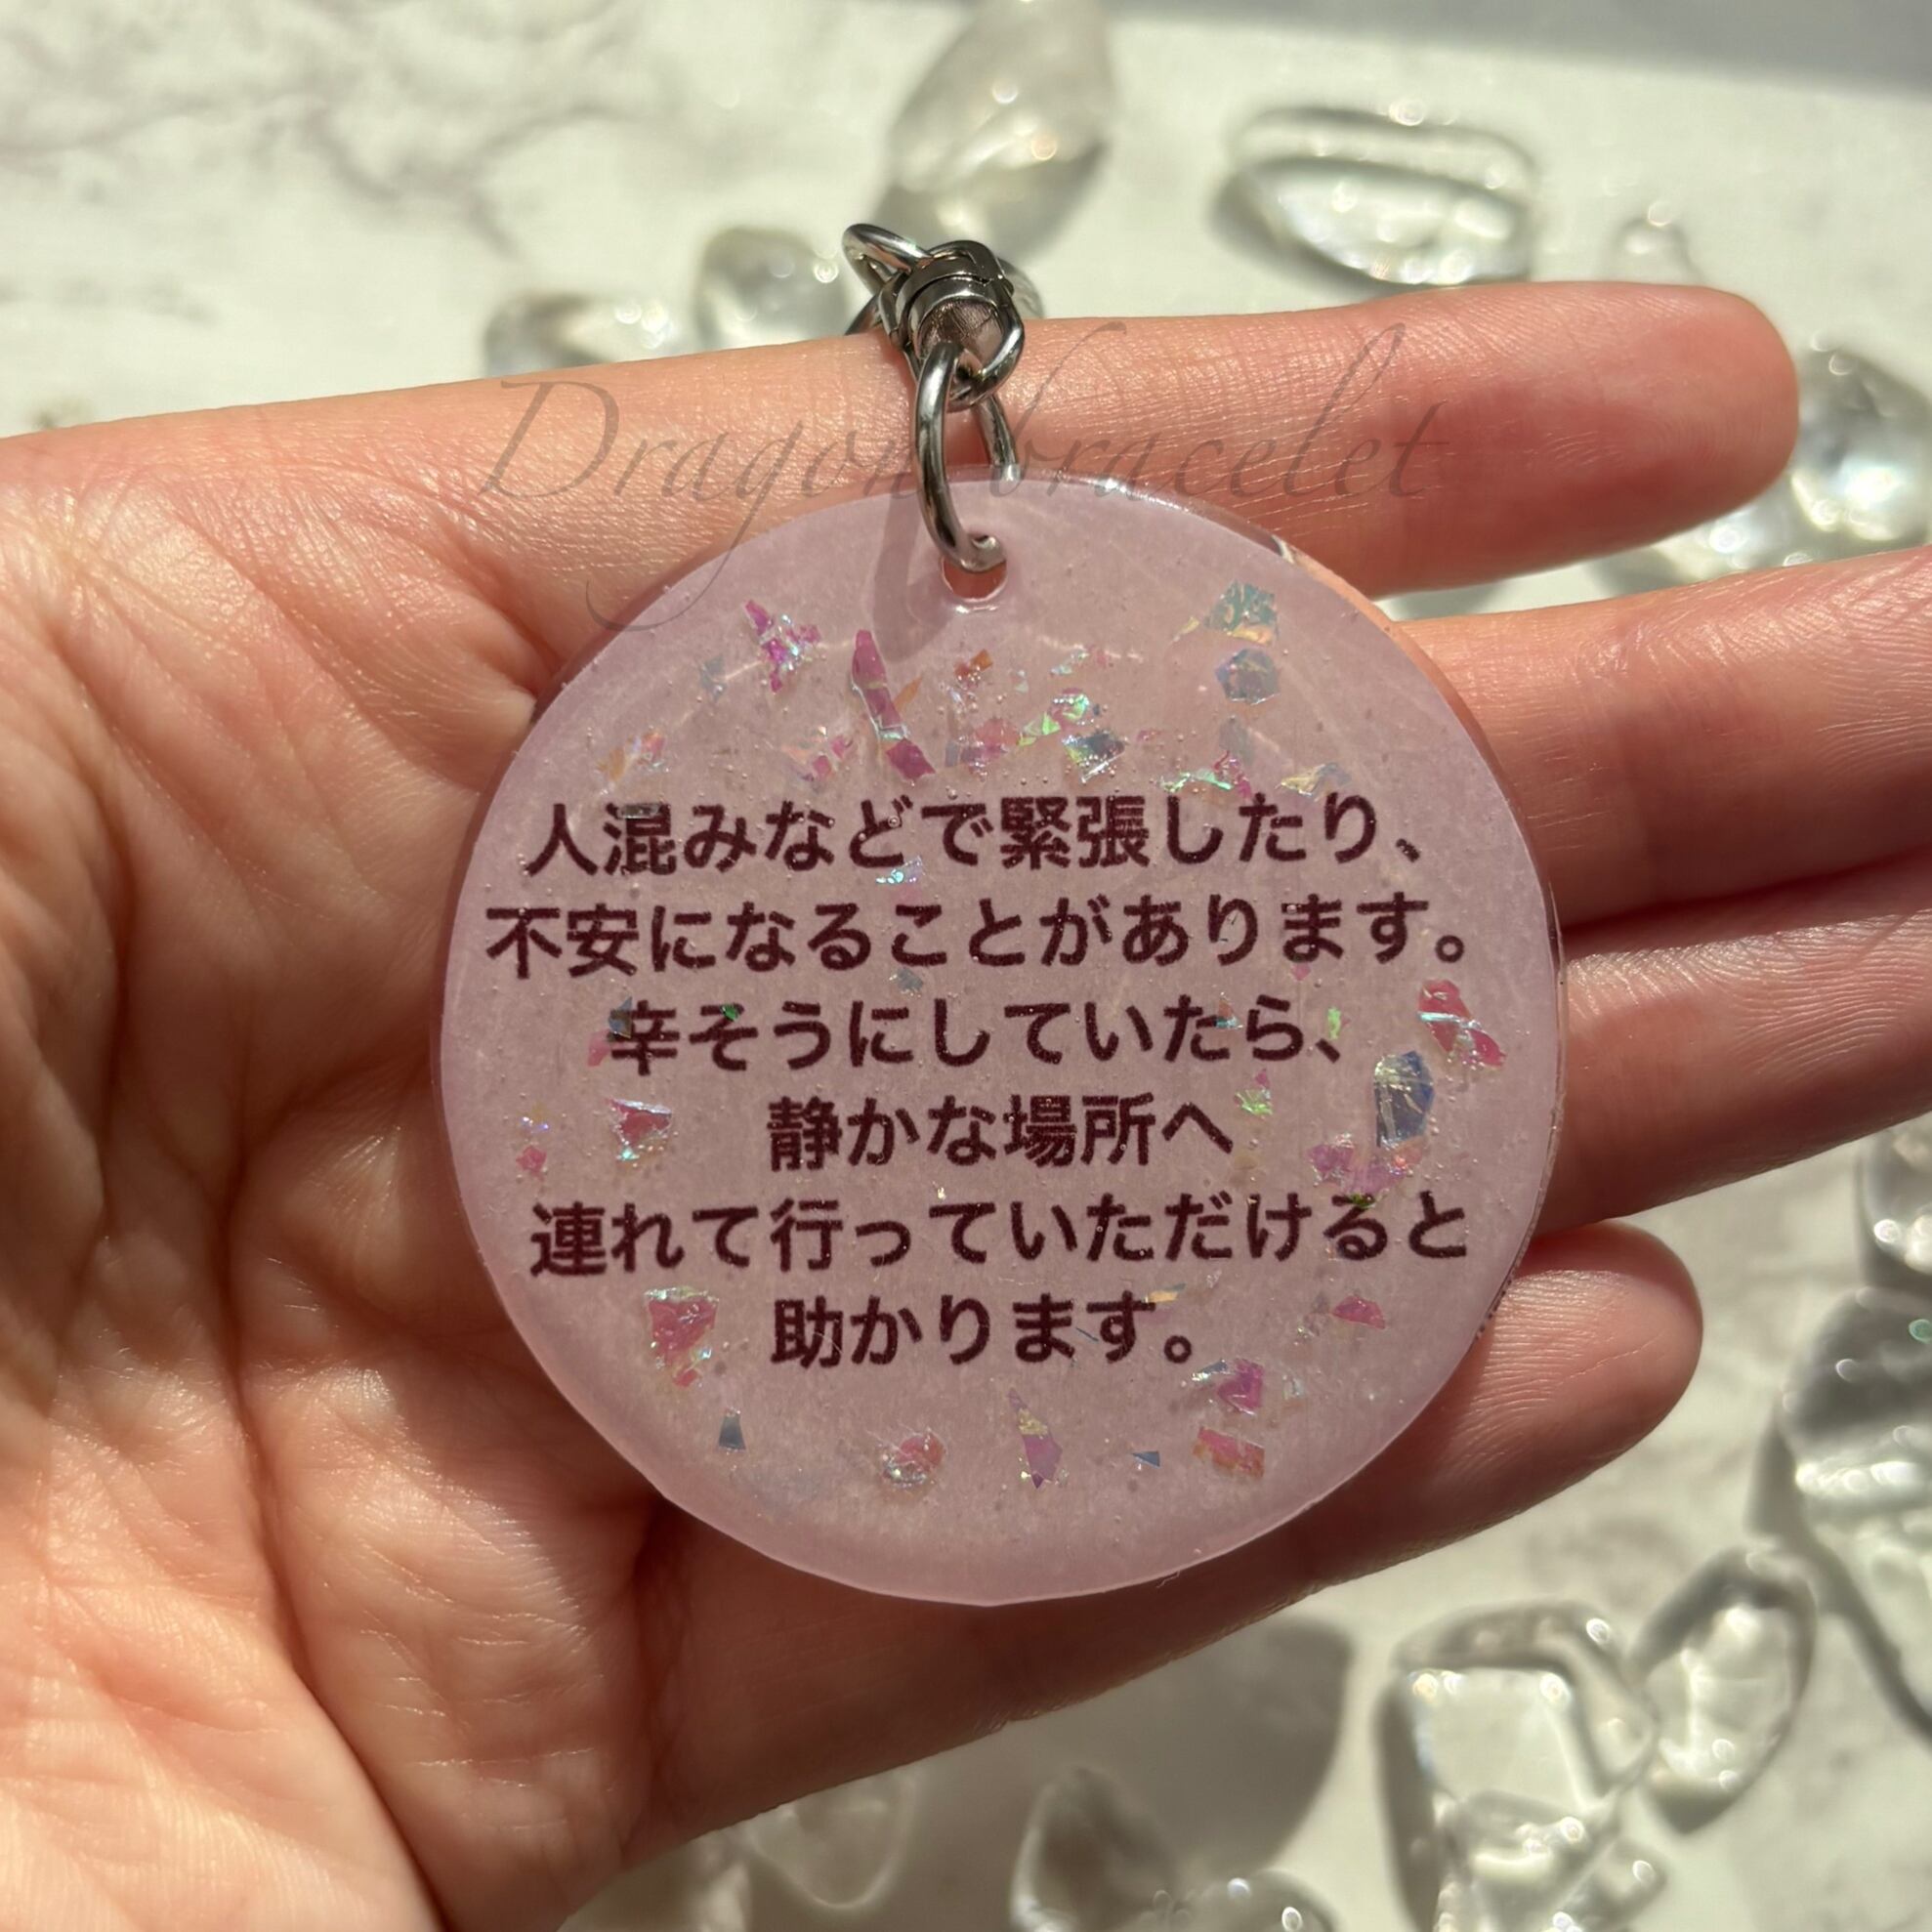 Dragon bracelet
人混みなどで緊張したり、
不安になることがあります。
辛そうにしていたら、
静かな場所へ
連れて行っていただけると
助かります。